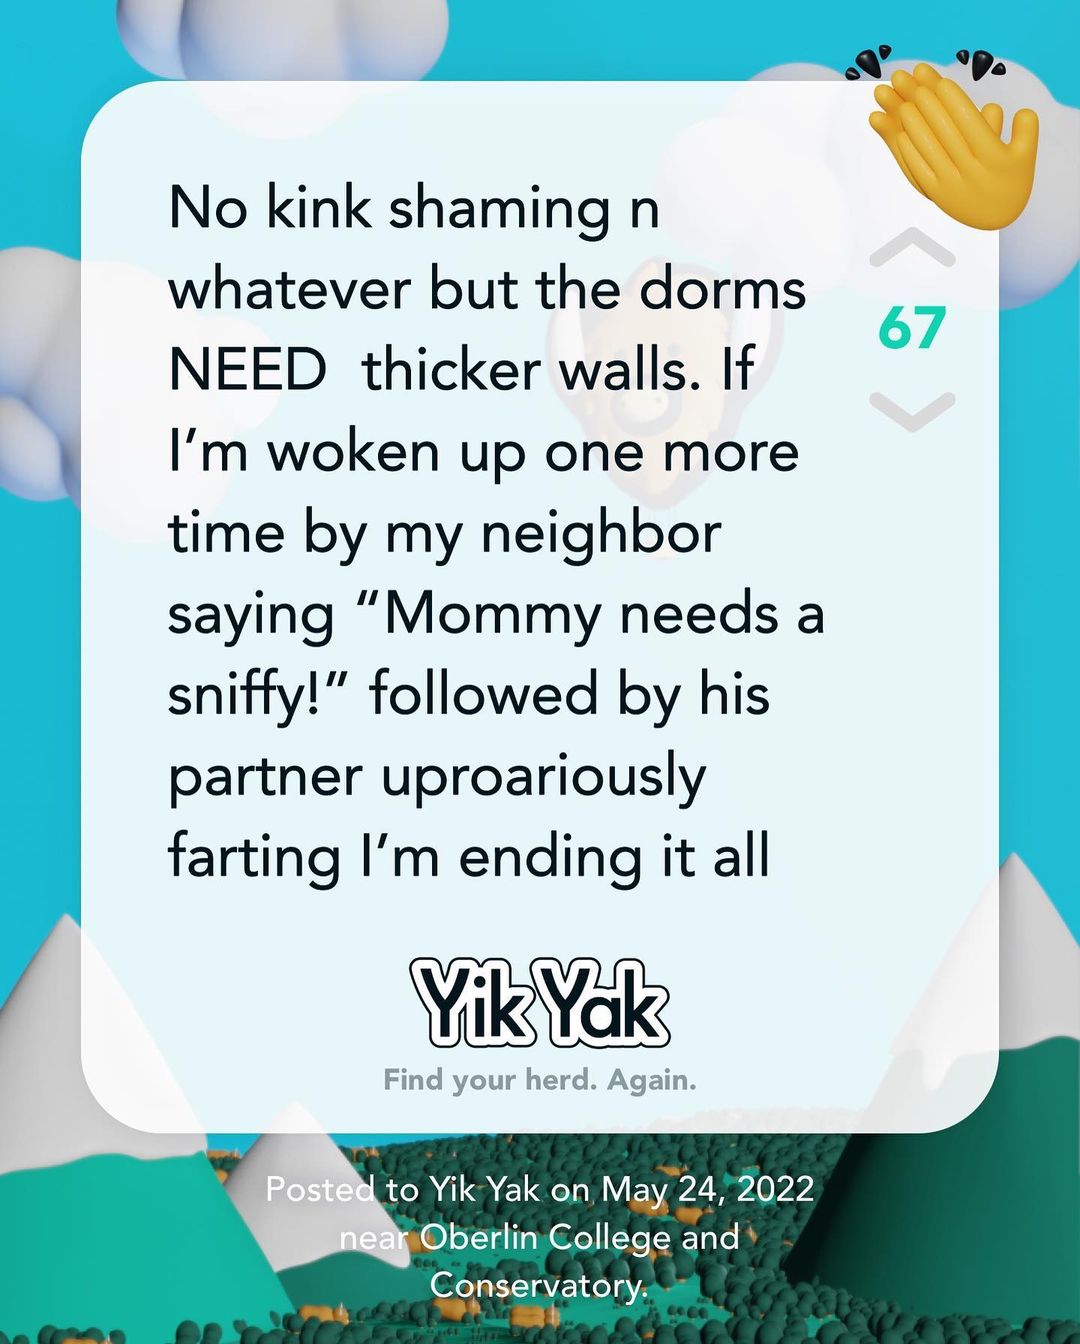 No kink shaming n
whatever but the dorms
NEED  thicker walls. If
I’m woken up one more
time by my neighbor
saying “Mommy needs a
sniffy!” followed by his
partner uproariously
farting I’m ending it all
67
Yik Yak
Find your herd. Again.
Posted to Yik Yak on May 24, 2022
near Oberlin College and
Conservatory.